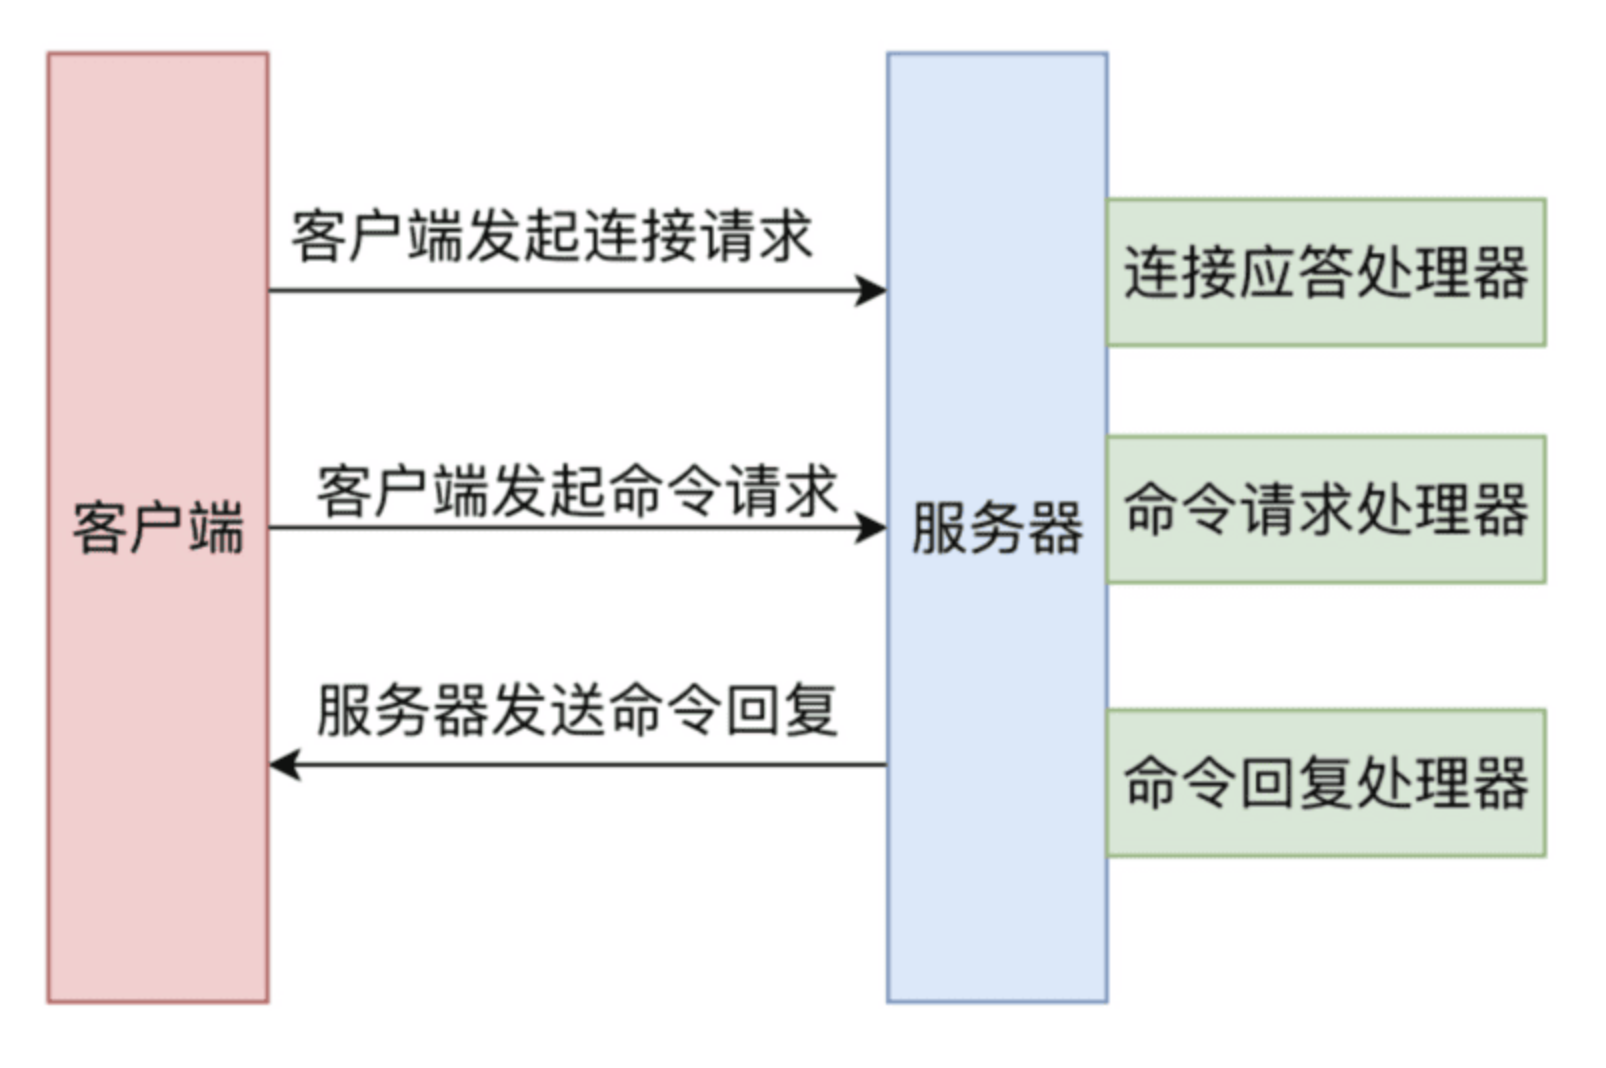 客户端发起连接请求
连接应答处理器
客户端发起命令请求
命令请求处理器
客户端
服务器
服务器发送命令回复
命令回复处理器